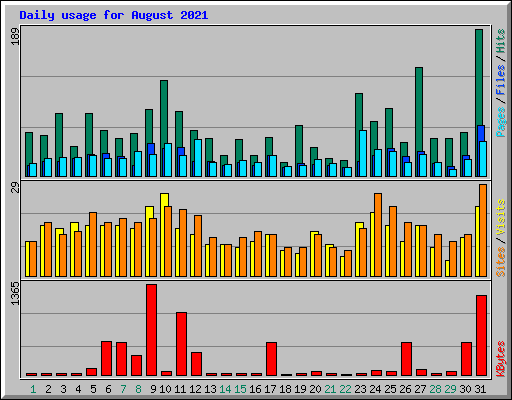 Daily usage for August 2021
189
Pages / Files / Hits
29
Sites / Visits
1365
KBytes
1 2 3 4 5 6 7 8 9 10 11 12 13 14 15 16 17 18 19 20 21 22 23 24 25 26 27 28 29 30 31